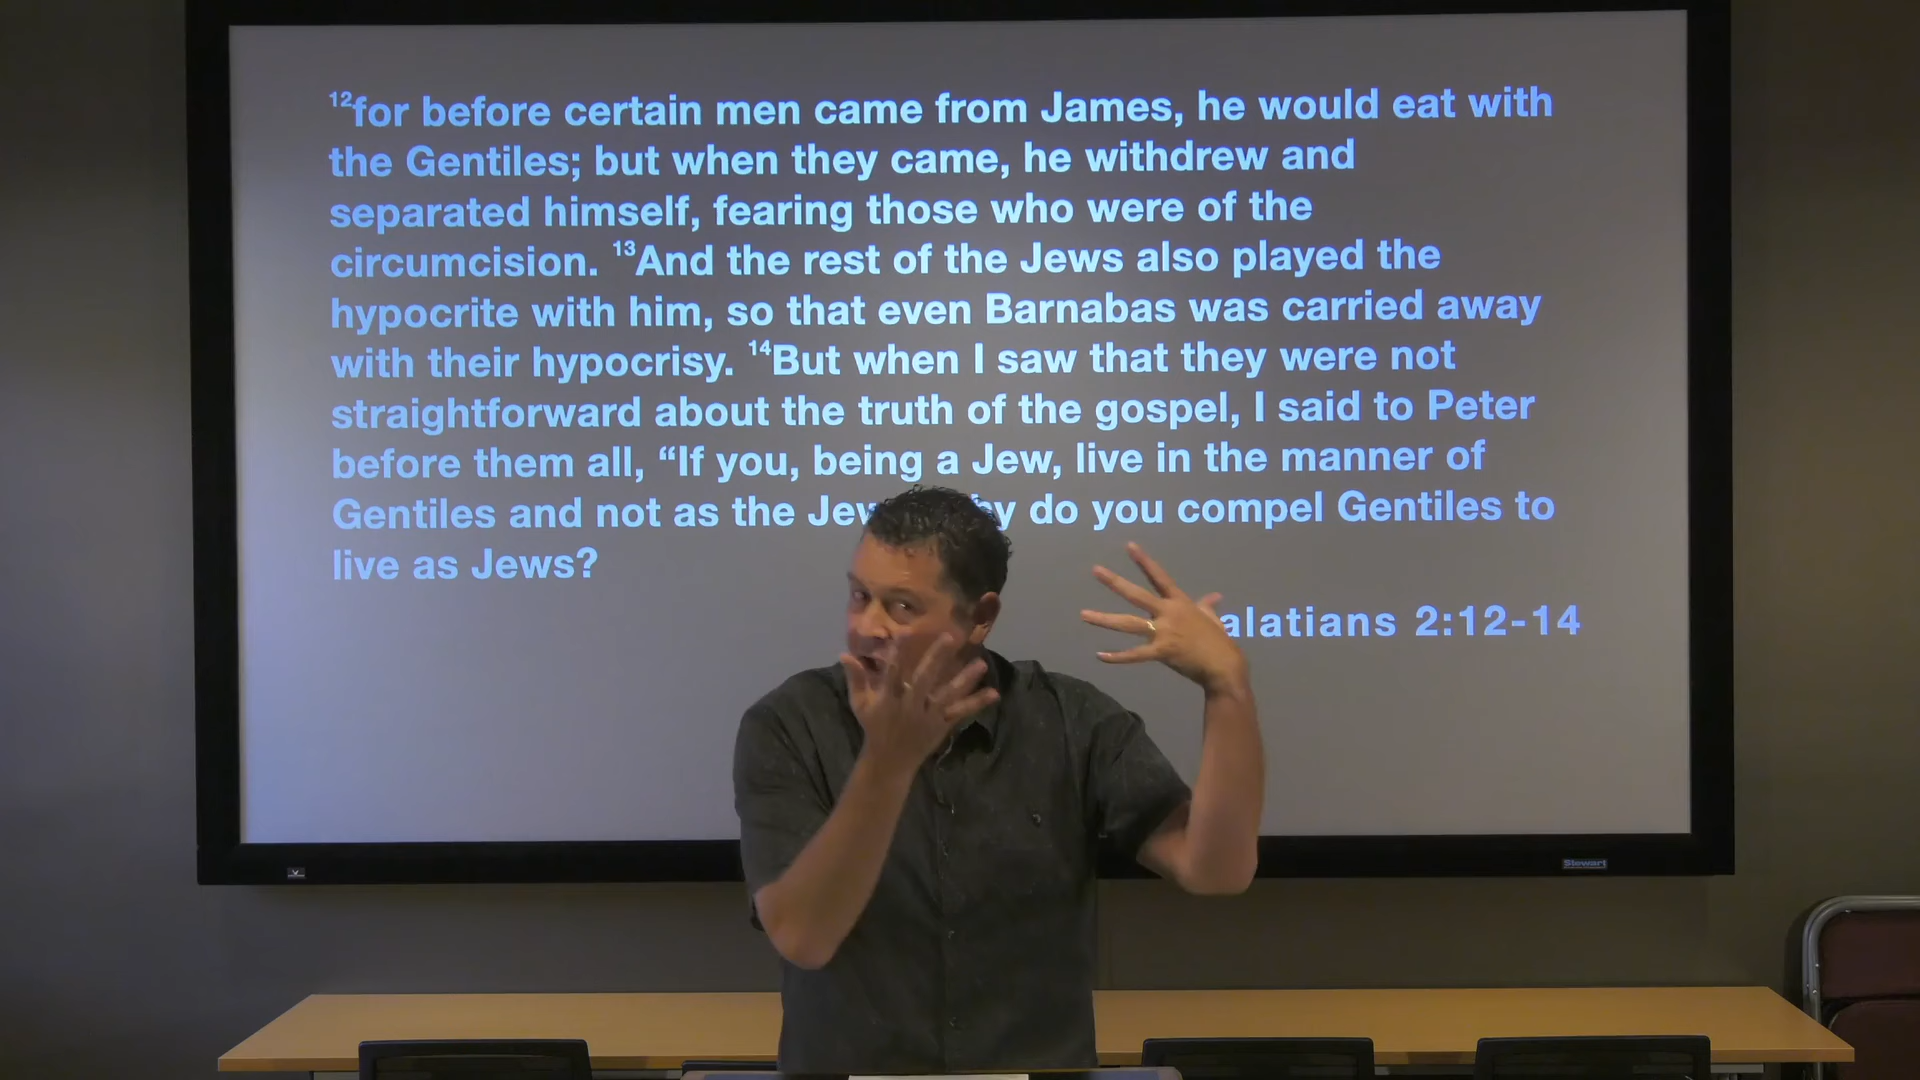 12for before certain men came from James, he would eat with
the Gentiles; but when they came, he withdrew and
separated himself, fearing those who were of the
circumcision. 13And the rest of the Jews also played the
hypocrite with him, so that even Barnabas was carried away
with their hypocrisy. 14But when I saw that they were not
straightforward about the truth of the gospel, I said to Peter
before them all, “If you, being a Jew, live in the manner of
Gentiles and not as the do you compel Gentiles to
live as Jews?
alatians 2:12-14
Stewart